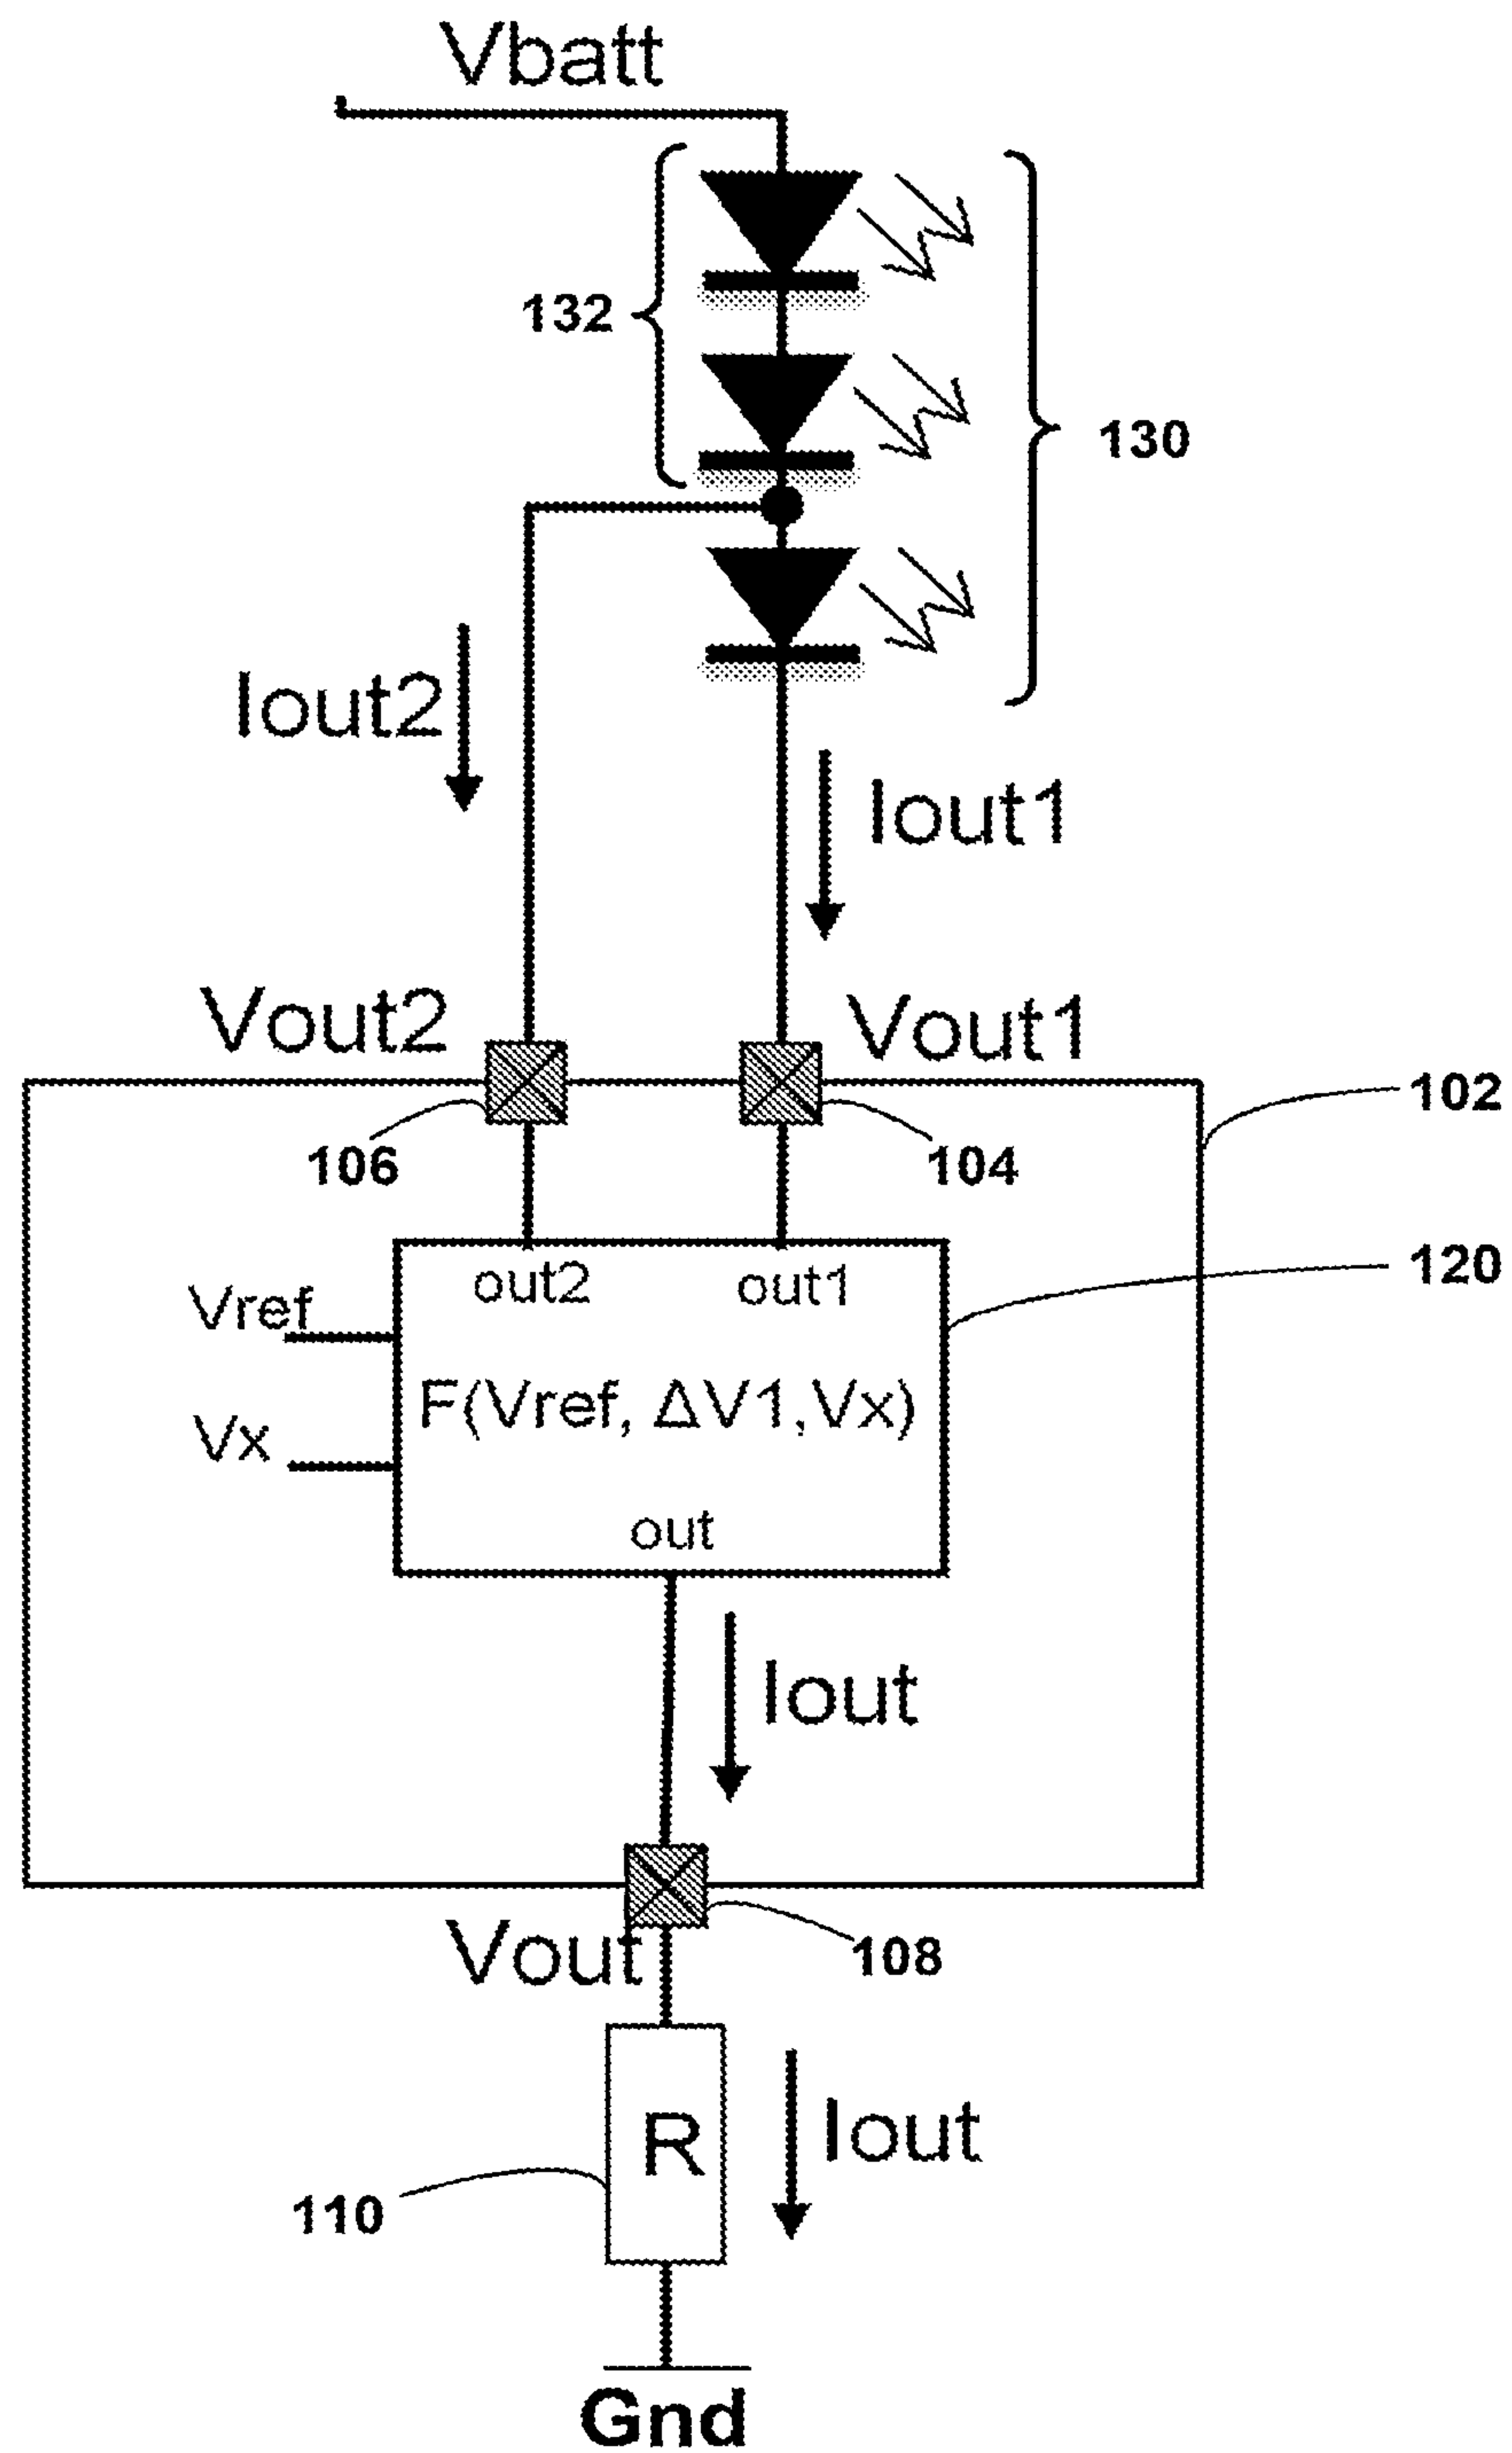 Vbatt
132
130
Iout2
Iout1
Vout2
Vout1
102
106
104
120
out2
out1
Vref
F(Vref, ΔV1,Vx)
Vx
out
Iout
Vout
108
R
Iout
110
Gnd